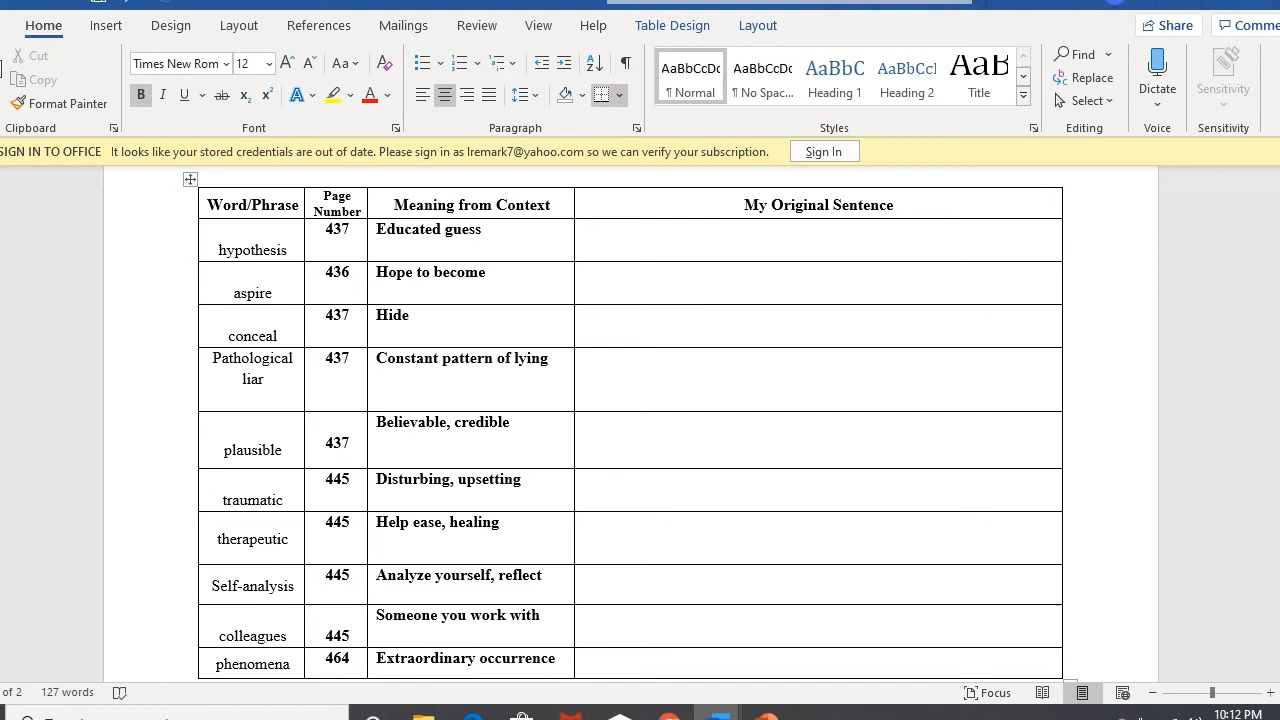 Home Insert Design Layout References Mailings Review View Help Table Design Layout Share
Cut
Copy
Format Painter
Times New Rom 12 Aa
B I U ab x₂ x² A A
AaBbCcDc AaBbCcDc AaBbC AaBbCcI AaB
¶ Normal ¶ No Spac... Heading 1 Heading 2 Title
Find
Replace
Select
Dictate
Sensitivity
Clipboard Font Paragraph Styles Editing Voice Sensitivity
SIGN IN TO OFFICE It looks like your stored credentials are out of date. Please sign in as lremark7@yahoo.com so we can verify your subscription. Sign In
Word/Phrase Page Number Meaning from Context My Original Sentence
hypothesis 437 Educated guess
aspire 436 Hope to become
conceal 437 Hide
Pathological liar 437 Constant pattern of lying
plausible 437 Believable, credible
traumatic 445 Disturbing, upsetting
therapeutic 445 Help ease, healing
Self-analysis 445 Analyze yourself, reflect
colleagues 445 Someone you work with
phenomena 464 Extraordinary occurrence
of 2 127 words Focus
10:12 PM